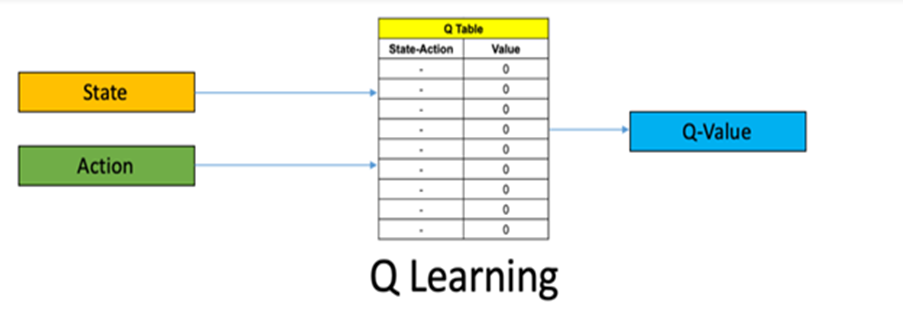 State
Action
Q Table
State-Action Value
- 0
- 0
- 0
- 0
- 0
- 0
- 0
- 0
- 0
Q-Value
Q Learning